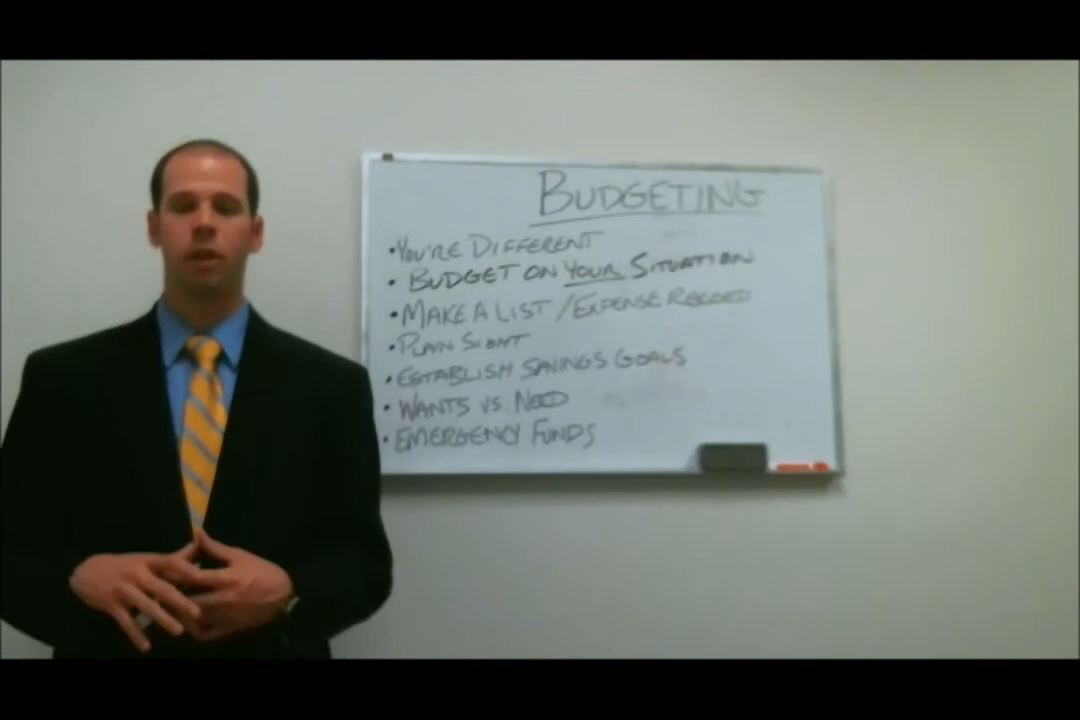 BUDGETING
• YOU'RE DIFFERENT
• BUDGET ON YOUR SITUATION
• MAKE A LIST / EXPENSE RECORD
• PLAIN SIGHT
• ESTABLISH SAVINGS GOALS
• WANTS VS. NEED
• EMERGENCY FUNDS